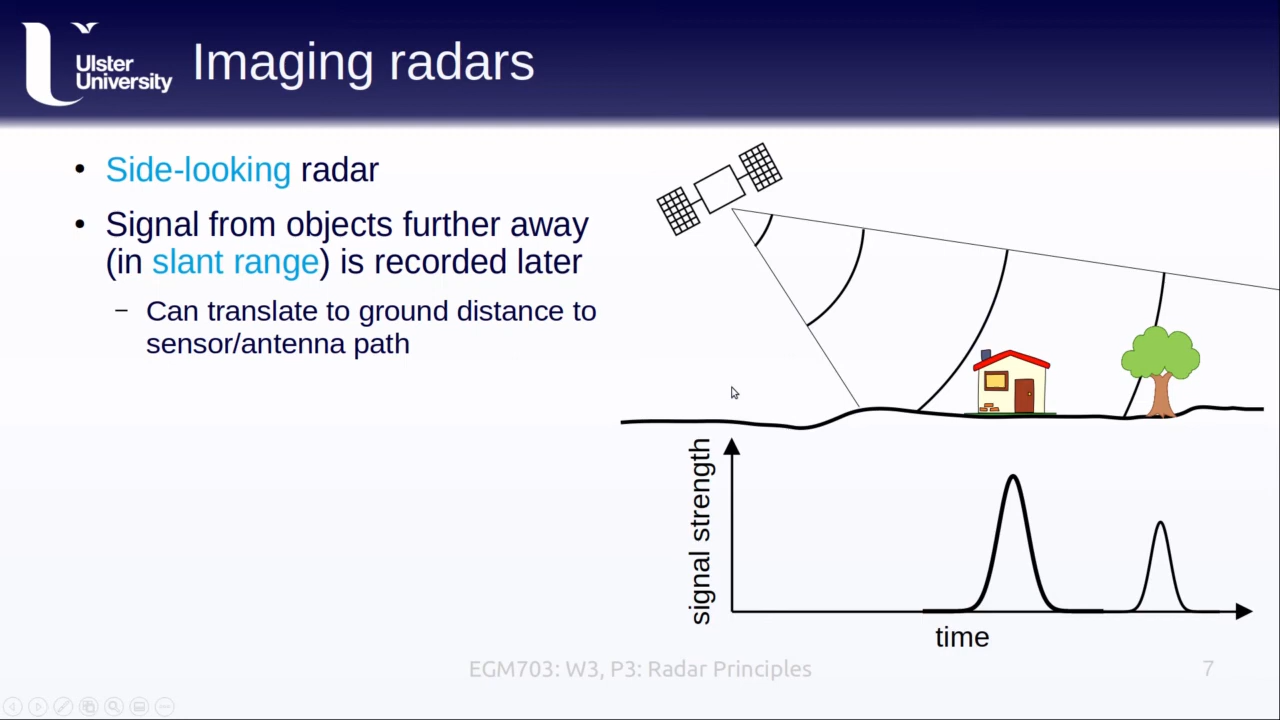 Ulster
University
Imaging radars
• Side-looking radar
• Signal from objects further away
(in slant range) is recorded later
– Can translate to ground distance to
sensor/antenna path
signal strength
time
EGM703: W3, P3: Radar Principles
7